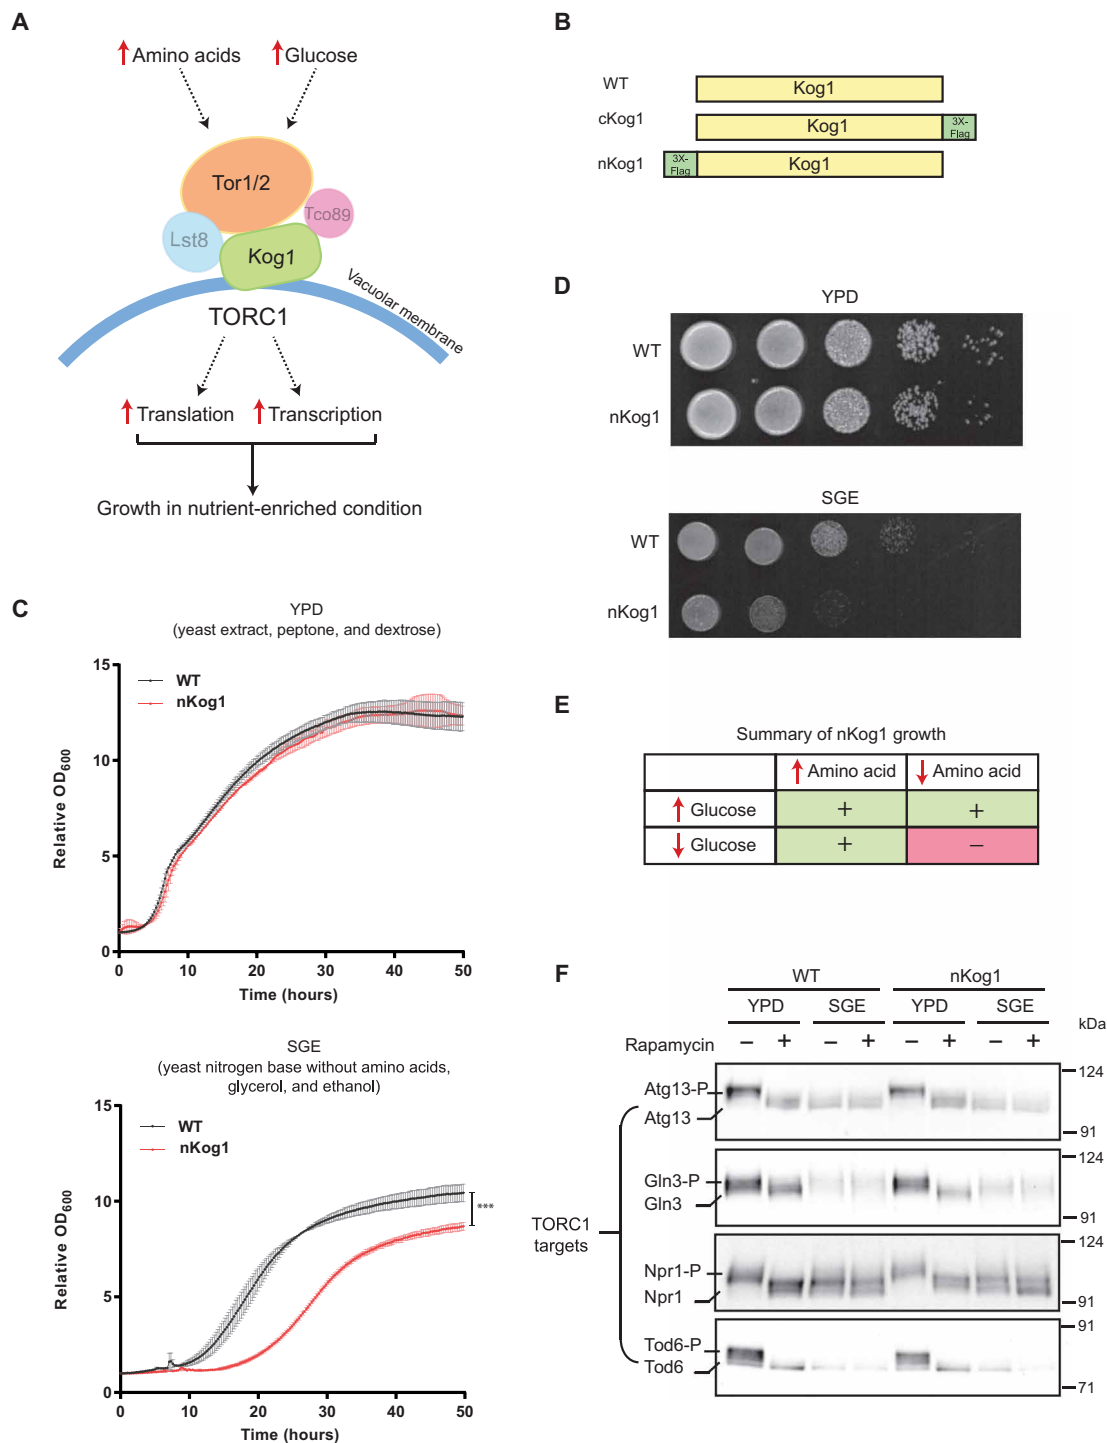 A
Amino acids
Glucose
Tor1/2
Tco89
Lst8
Kog1
Vacuolar membrane
TORC1
Translation
Transcription
Growth in nutrient-enriched condition
B
WT
Kog1
cKog1
Kog1
3X-
Flag
nKog1
3X-
Flag
Kog1
C
YPD
(yeast extract, peptone, and dextrose)
15
10
5
0
Relative OD600
WT
nKog1
0
10
20
30
40
50
Time (hours)
SGE
(yeast nitrogen base without amino acids,
glycerol, and ethanol)
15
10
5
0
Relative OD600
WT
nKog1
***
0
10
20
30
40
50
Time (hours)
D
YPD
WT
nKog1
SGE
WT
nKog1
E
Summary of nKog1 growth
Amino acid
Amino acid
Glucose
+
+
Glucose
+
−
F
WT
nKog1
YPD
SGE
YPD
SGE
kDa
Rapamycin
− + − + − + − +
Atg13-P
Atg13
124
91
Gln3-P
Gln3
124
91
TORC1
targets
Npr1-P
Npr1
124
91
Tod6-P
Tod6
91
71